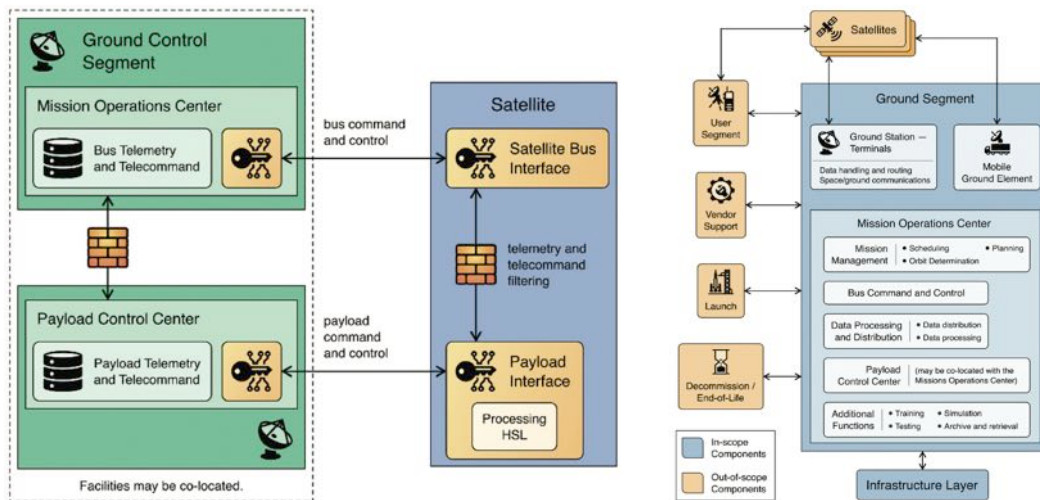 Ground Control
Segment
Mission Operations Center
Bus Telemetry
and Telecommand
Payload Control Center
Payload Telemetry
and Telecommand
Facilities may be co-located.
bus command
and control
payload
command
and control
Satellite
Satellite Bus
Interface
telemetry and
telecommand
filtering
Payload
Interface
Processing
HSL
Satellites
User
Segment
Vendor
Support
Launch
Decommission /
End-of-Life
In-scope
Components
Out-of-scope
Components
Ground Segment
Ground Station —
Terminals
Data handling and routing
Space/ground communications
Mobile
Ground Element
Mission Operations Center
Mission
Management
• Scheduling • Planning
• Orbit Determination
Bus Command and Control
Data Processing
and Distribution
• Data distribution
• Data processing
Payload
Control Center
(may be co-located with the
Missions Operations Center)
Additional
Functions
• Training • Simulation
• Testing • Archive and retrieval
Infrastructure Layer